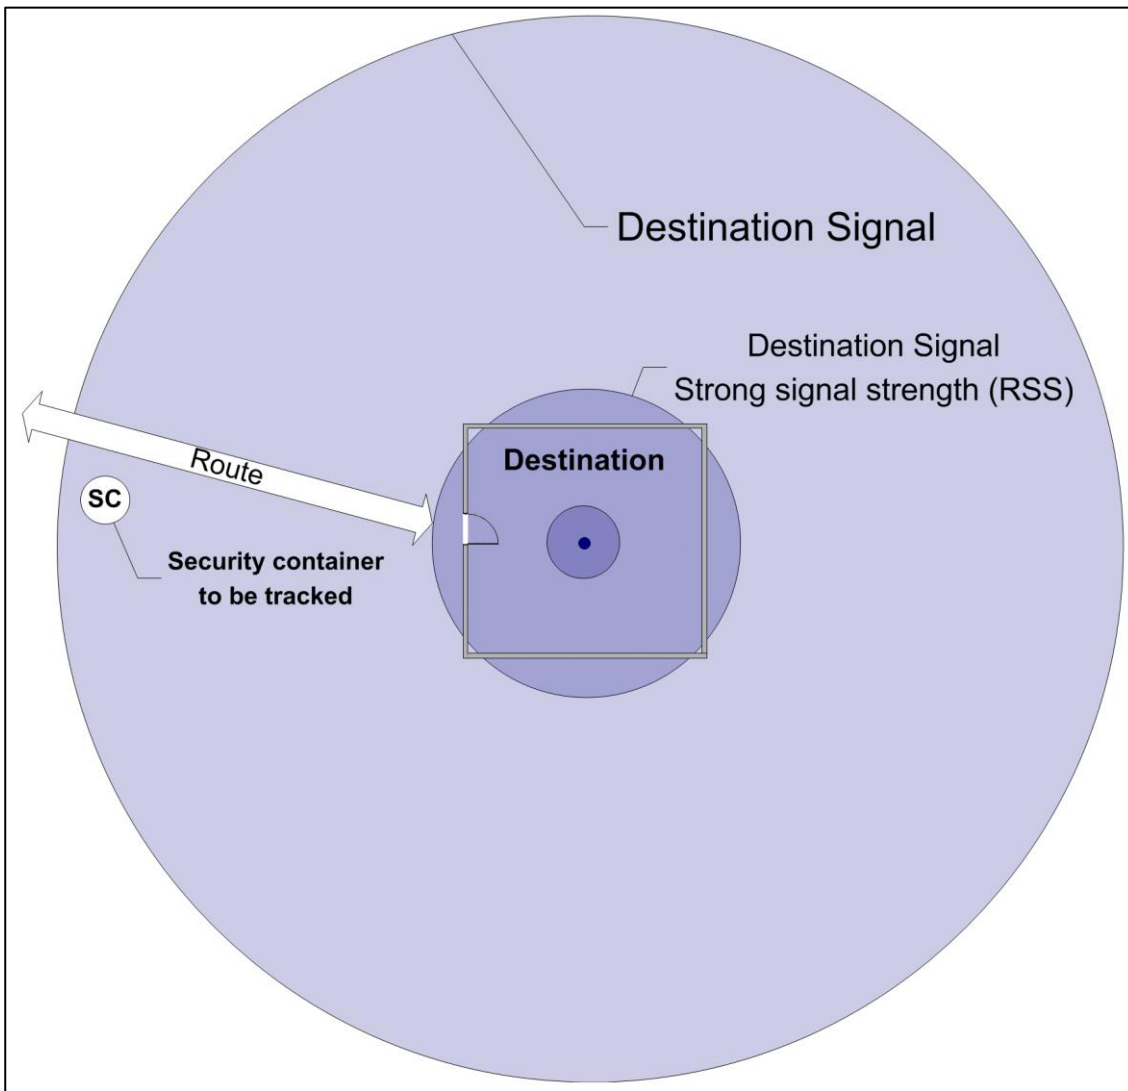 Destination Signal
Destination Signal
Strong signal strength (RSS)
Route
Destination
SC
Security container
to be tracked